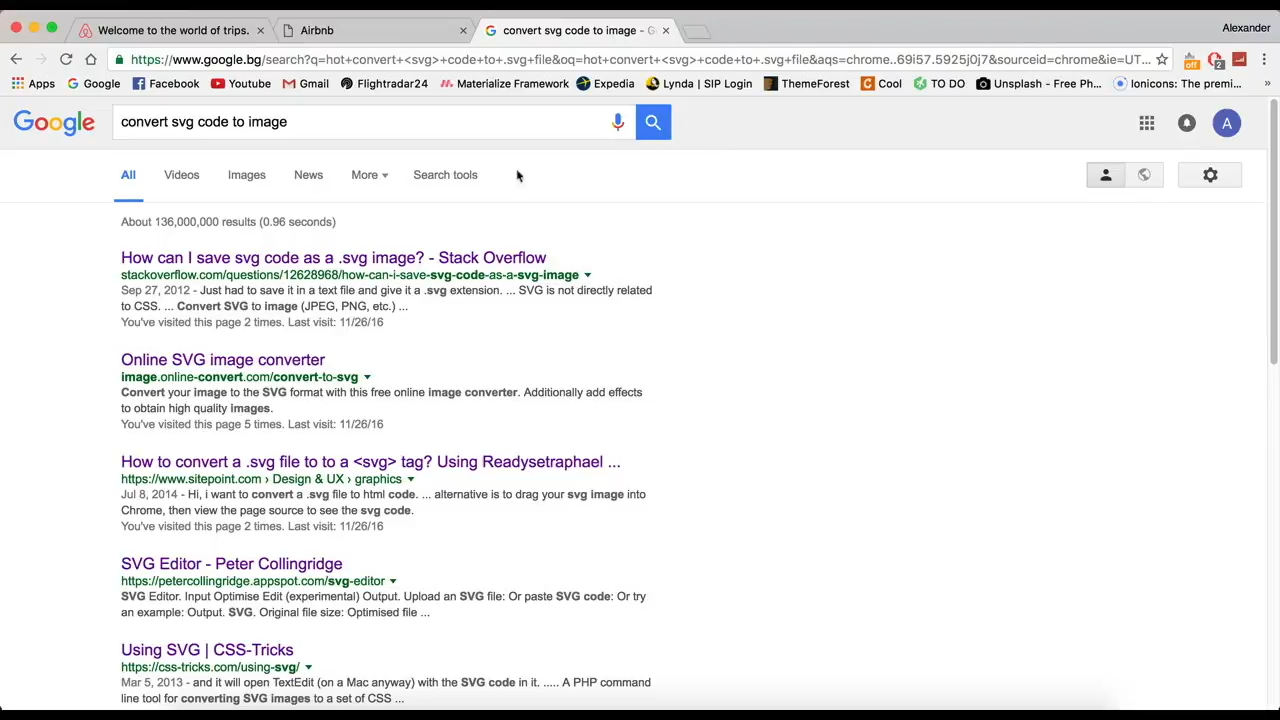 Welcome to the world of trips.
Airbnb
convert svg code to image - G
Alexander
https://www.google.bg/search?q=hot+convert+<svg>+code+to+.svg+file&oq=hot+convert+<svg>+code+to+.svg+file&aqs=chrome..69i57.5925j0j7&sourceid=chrome&ie=UT...
off
2
Apps
Google
Facebook
YouTube
Gmail
Flightradar24
Materialize Framework
Expedia
Lynda | SIP Login
ThemeForest
Cool
TO DO
Unsplash - Free Ph...
Ionicons: The premi...
»
Google
convert svg code to image
A
All
Videos
Images
News
More
Search tools
About 136,000,000 results (0.96 seconds)
How can I save svg code as a .svg image? - Stack Overflow
stackoverflow.com/questions/12628968/how-can-i-save-svg-code-as-a-svg-image
Sep 27, 2012 - Just had to save it in a text file and give it a .svg extension. ... SVG is not directly related
to CSS. ... Convert SVG to image (JPEG, PNG, etc.) ...
You've visited this page 2 times. Last visit: 11/26/16
Online SVG image converter
image.online-convert.com/convert-to-svg
Convert your image to the SVG format with this free online image converter. Additionally add effects
to obtain high quality images.
You've visited this page 5 times. Last visit: 11/26/16
How to convert a .svg file to to a <svg> tag? Using Readysetraphael ...
https://www.sitepoint.com › Design & UX › graphics
Jul 8, 2014 - Hi, i want to convert a .svg file to html code. ... alternative is to drag your svg image into
Chrome, then view the page source to see the svg code.
You've visited this page 2 times. Last visit: 11/26/16
SVG Editor - Peter Collingridge
https://petercollingridge.appspot.com/svg-editor
SVG Editor. Input Optimise Edit (experimental) Output. Upload an SVG file: Or paste SVG code: Or try
an example: Output. SVG. Original file size: Optimised file ...
Using SVG | CSS-Tricks
https://css-tricks.com/using-svg/
Mar 5, 2013 - and it will open TextEdit (on a Mac anyway) with the SVG code in it. ..... A PHP command
line tool for converting SVG images to a set of CSS ...